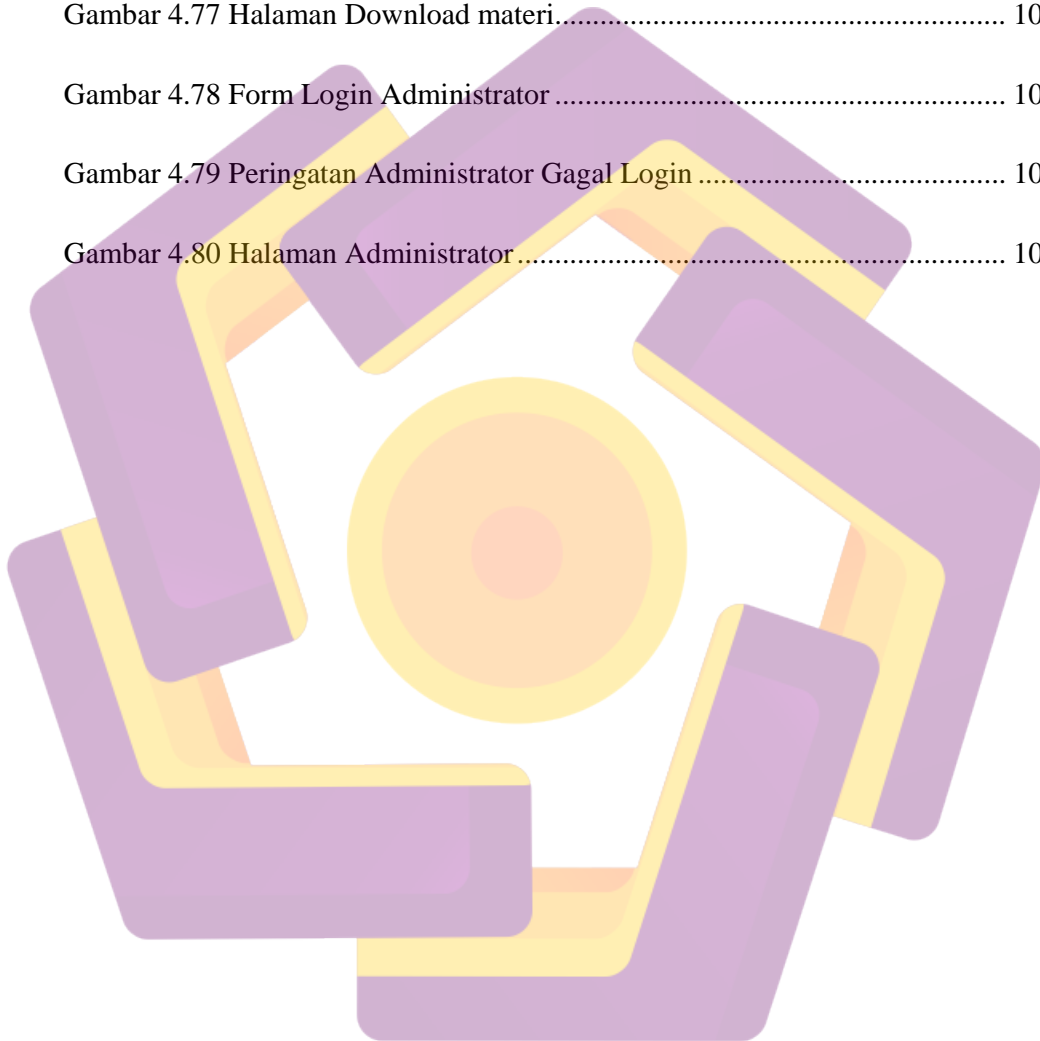 Gambar 4.77 Halaman Download materi......................................................... 10
Gambar 4.78 Form Login Administrator ......................................................... 10
Gambar 4.79 Peringatan Administrator Gagal Login ....................................... 10
Gambar 4.80 Halaman Administrator .............................................................. 10